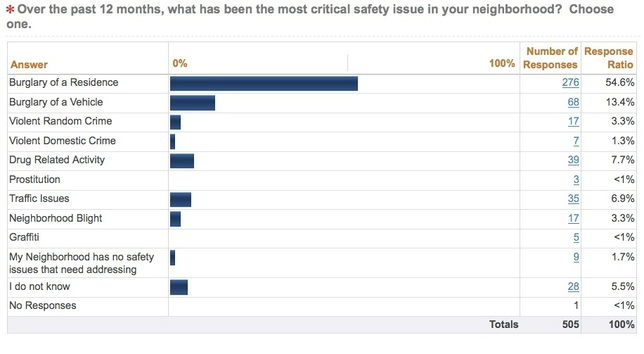 * Over the past 12 months, what has been the most critical safety issue in your neighborhood? Choose
one.
Number of Response
Answer 0% 100% Responses Ratio
Burglary of a Residence 276 54.6%
Burglary of a Vehicle 68 13.4%
Violent Random Crime 17 3.3%
Violent Domestic Crime 7 1.3%
Drug Related Activity 39 7.7%
Prostitution 3 <1%
Traffic Issues 35 6.9%
Neighborhood Blight 17 3.3%
Graffiti 5 <1%
My Neighborhood has no safety
issues that need addressing 9 1.7%
I do not know 28 5.5%
No Responses 1 <1%
Totals 505 100%